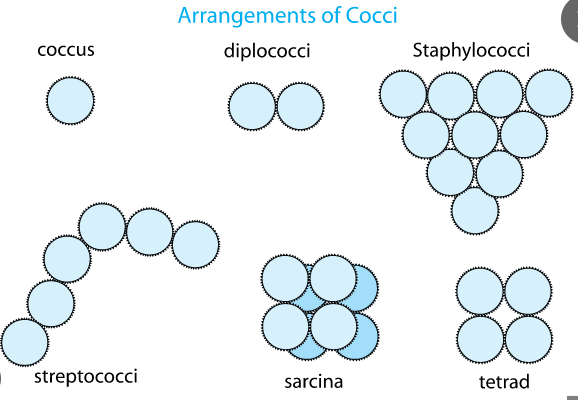 Arrangements of Cocci
coccus
diplococci
Staphylococci
streptococci
sarcina
tetrad